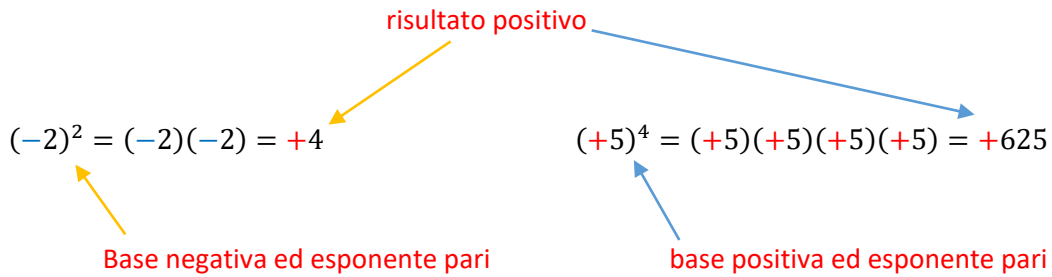 risultato positivo
(−2)² = (−2)(−2) = +4
(+5)⁴ = (+5)(+5)(+5)(+5) = +625
Base negativa ed esponente pari
base positiva ed esponente pari